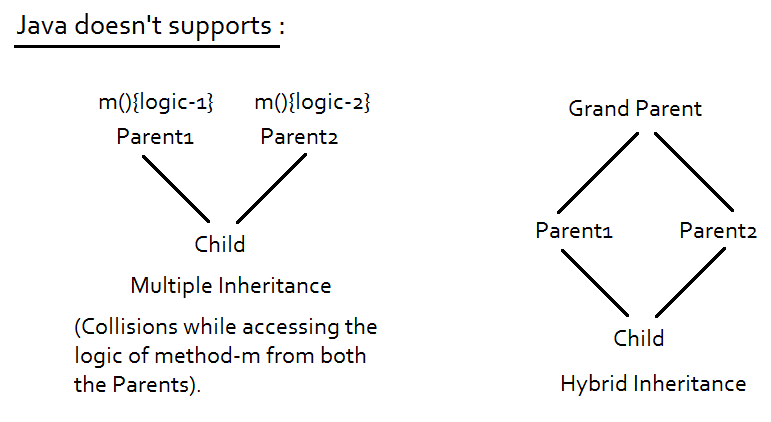 Java doesn't supports :
m(){logic-1} m(){logic-2}
Parent1 Parent2
Child
Multiple Inheritance
(Collisions while accessing the
logic of method-m from both
the Parents).
Grand Parent
Parent1 Parent2
Child
Hybrid Inheritance